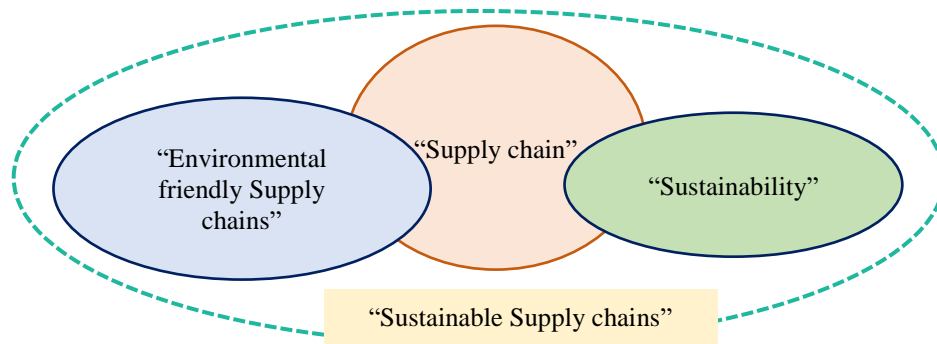 “Environmental
friendly Supply
chains”
“Supply chain”
“Sustainability”
“Sustainable Supply chains”